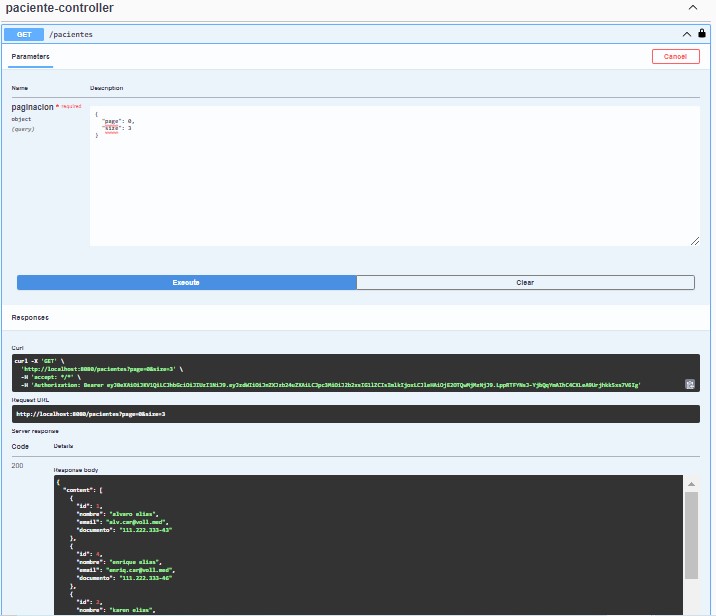 paciente-controller
GET /pacientes
Parameters
Cancel
Name Description
paginacion * required
object
(query)
{
"page": 0,
"size": 3
}
Execute Clear
Responses
Curl
curl -X 'GET' \
'http://localhost:8080/pacientes?page=0&size=3' \
-H 'accept: */*' \
-H 'Authorization: Bearer
Request URL
http://localhost:8080/pacientes?page=0&size=3
Server response
Code Details
200
Response body
{
"content": [
{
"id":
"nombre": "alvaro elias",
"email": "alv.car@voll.med",
"documento": "111.222.333-43"
},
{
"id": 4,
"nombre": "enrique elias",
"email": "enriq.car@voll.med",
"documento": "111.222.333-46"
},
{
"id":
"nombre": "karen elias",